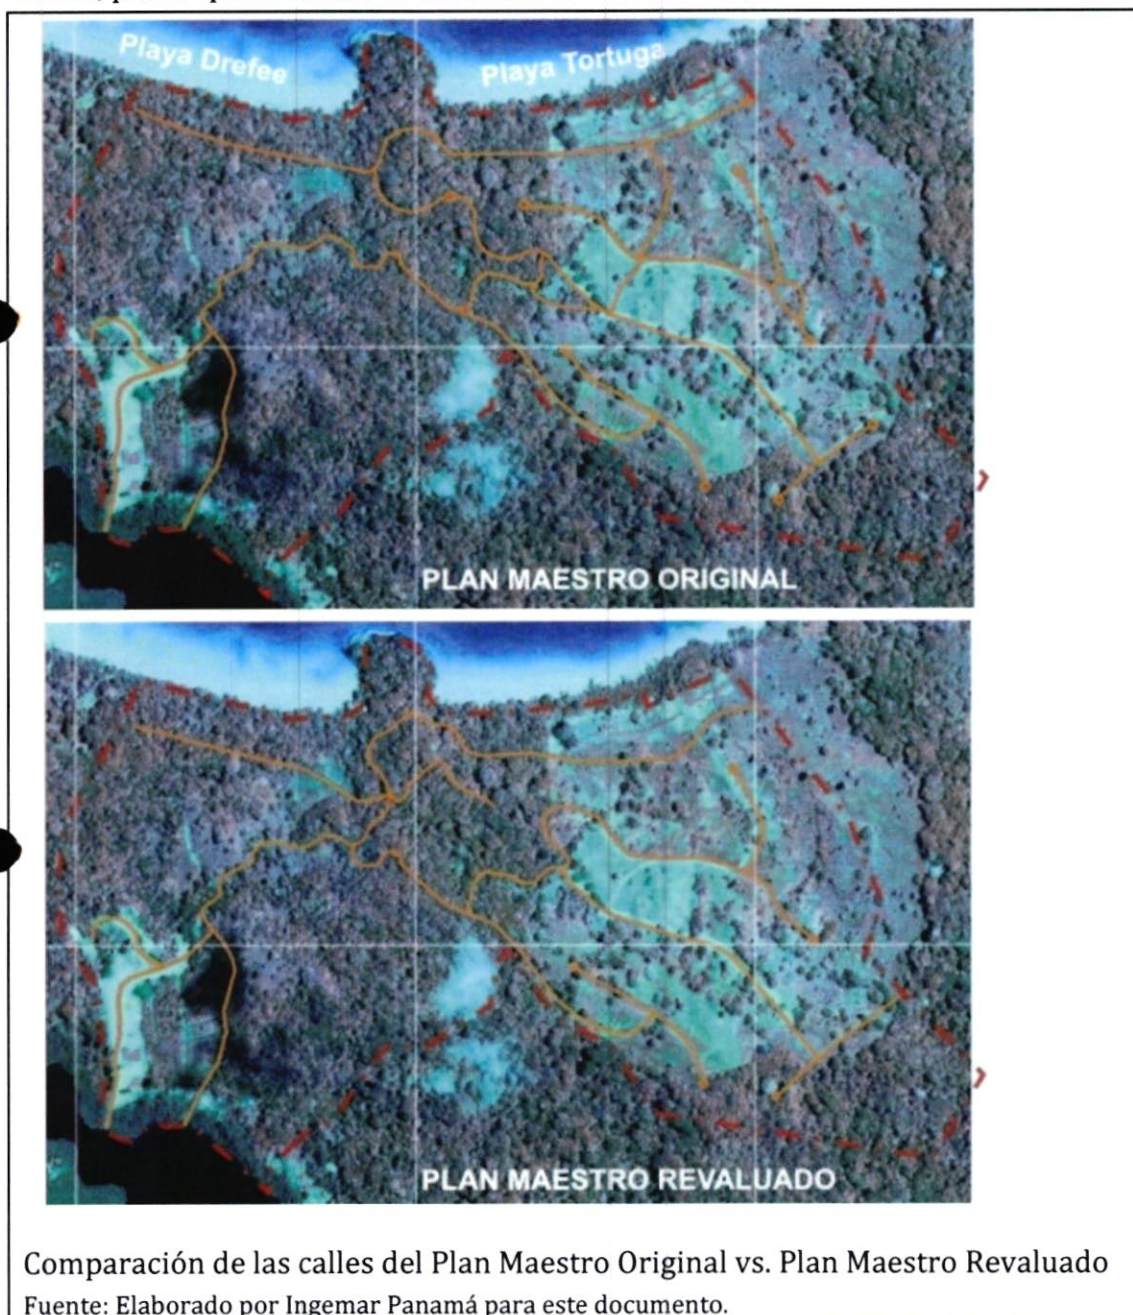 Playa Drefee
Playa Tortuga
PLAN MAESTRO ORIGINAL
PLAN MAESTRO REVALUADO
Comparación de las calles del Plan Maestro Original vs. Plan Maestro Revaluado
Fuente: Elaborado por Ingemar Panamá para este documento.